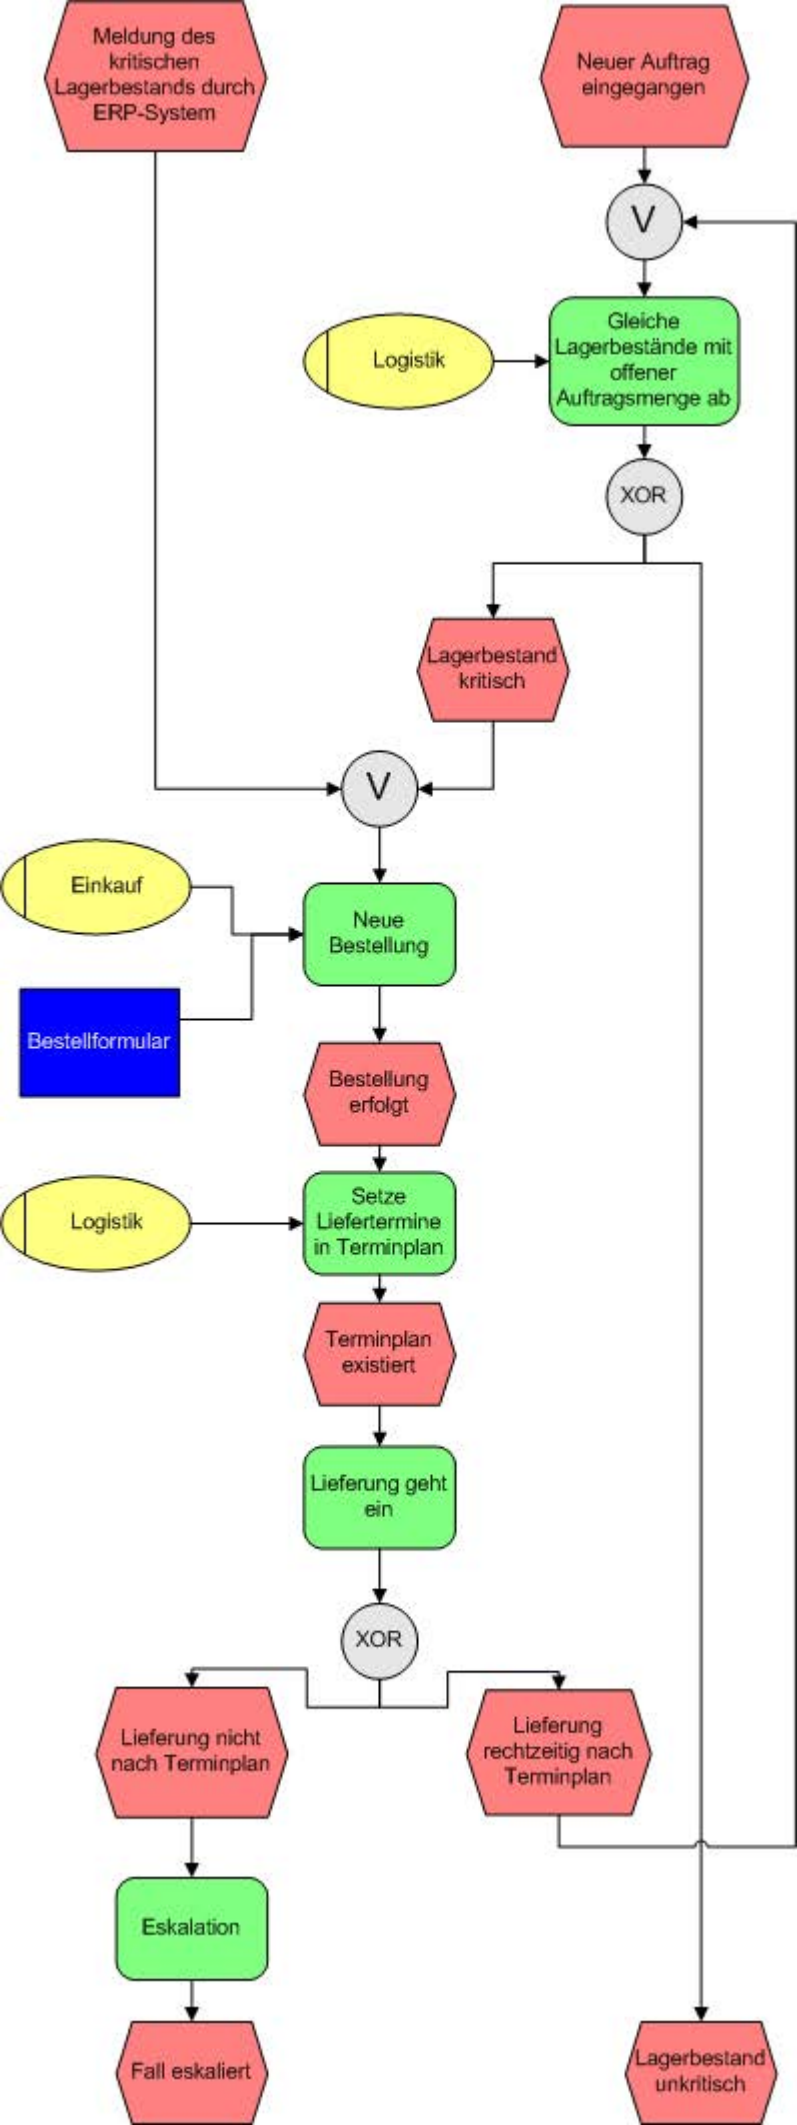 Meldung des
kritischen
Lagerbestands durch
ERP-System
Neuer Auftrag
eingegangen
V
Gleiche
Lagerbestände mit
offener
Auftragsmenge ab
Logistik
XOR
Lagerbestand
kritisch
V
Einkauf
Neue
Bestellung
Bestellformular
Bestellung
erfolgt
Logistik
Setze
Liefertermine
in Terminplan
Terminplan
existiert
Lieferung geht
ein
XOR
Lieferung nicht
nach Terminplan
Lieferung
rechtzeitig nach
Terminplan
Eskalation
Fall eskaliert
Lagerbestand
unkritisch